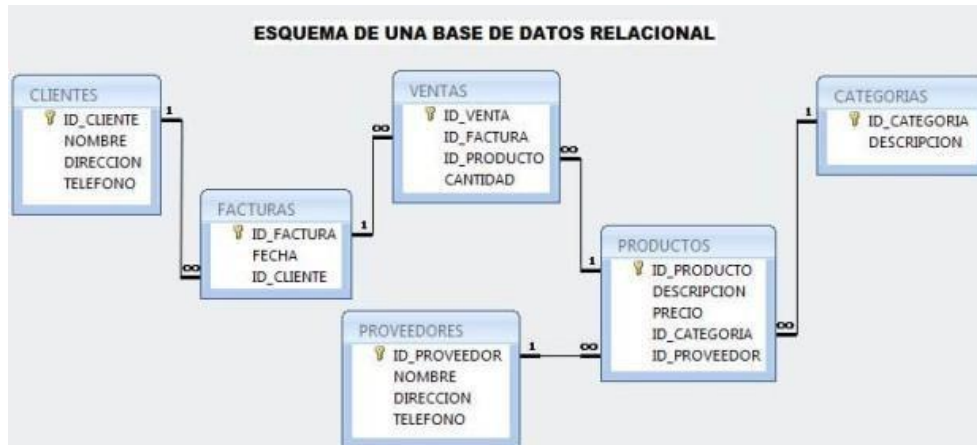 ESQUEMA DE UNA BASE DE DATOS RELACIONAL
CLIENTES
ID_CLIENTE
NOMBRE
DIRECCION
TELEFONO
1
∞
FACTURAS
ID_FACTURA
FECHA
ID_CLIENTE
1
∞
VENTAS
ID_VENTA
ID_FACTURA
ID_PRODUCTO
CANTIDAD
∞
1
PROVEEDORES
ID_PROVEEDOR
NOMBRE
DIRECCION
TELEFONO
1
∞
PRODUCTOS
ID_PRODUCTO
DESCRIPCION
PRECIO
ID_CATEGORIA
ID_PROVEEDOR
∞
1
CATEGORIAS
ID_CATEGORIA
DESCRIPCION